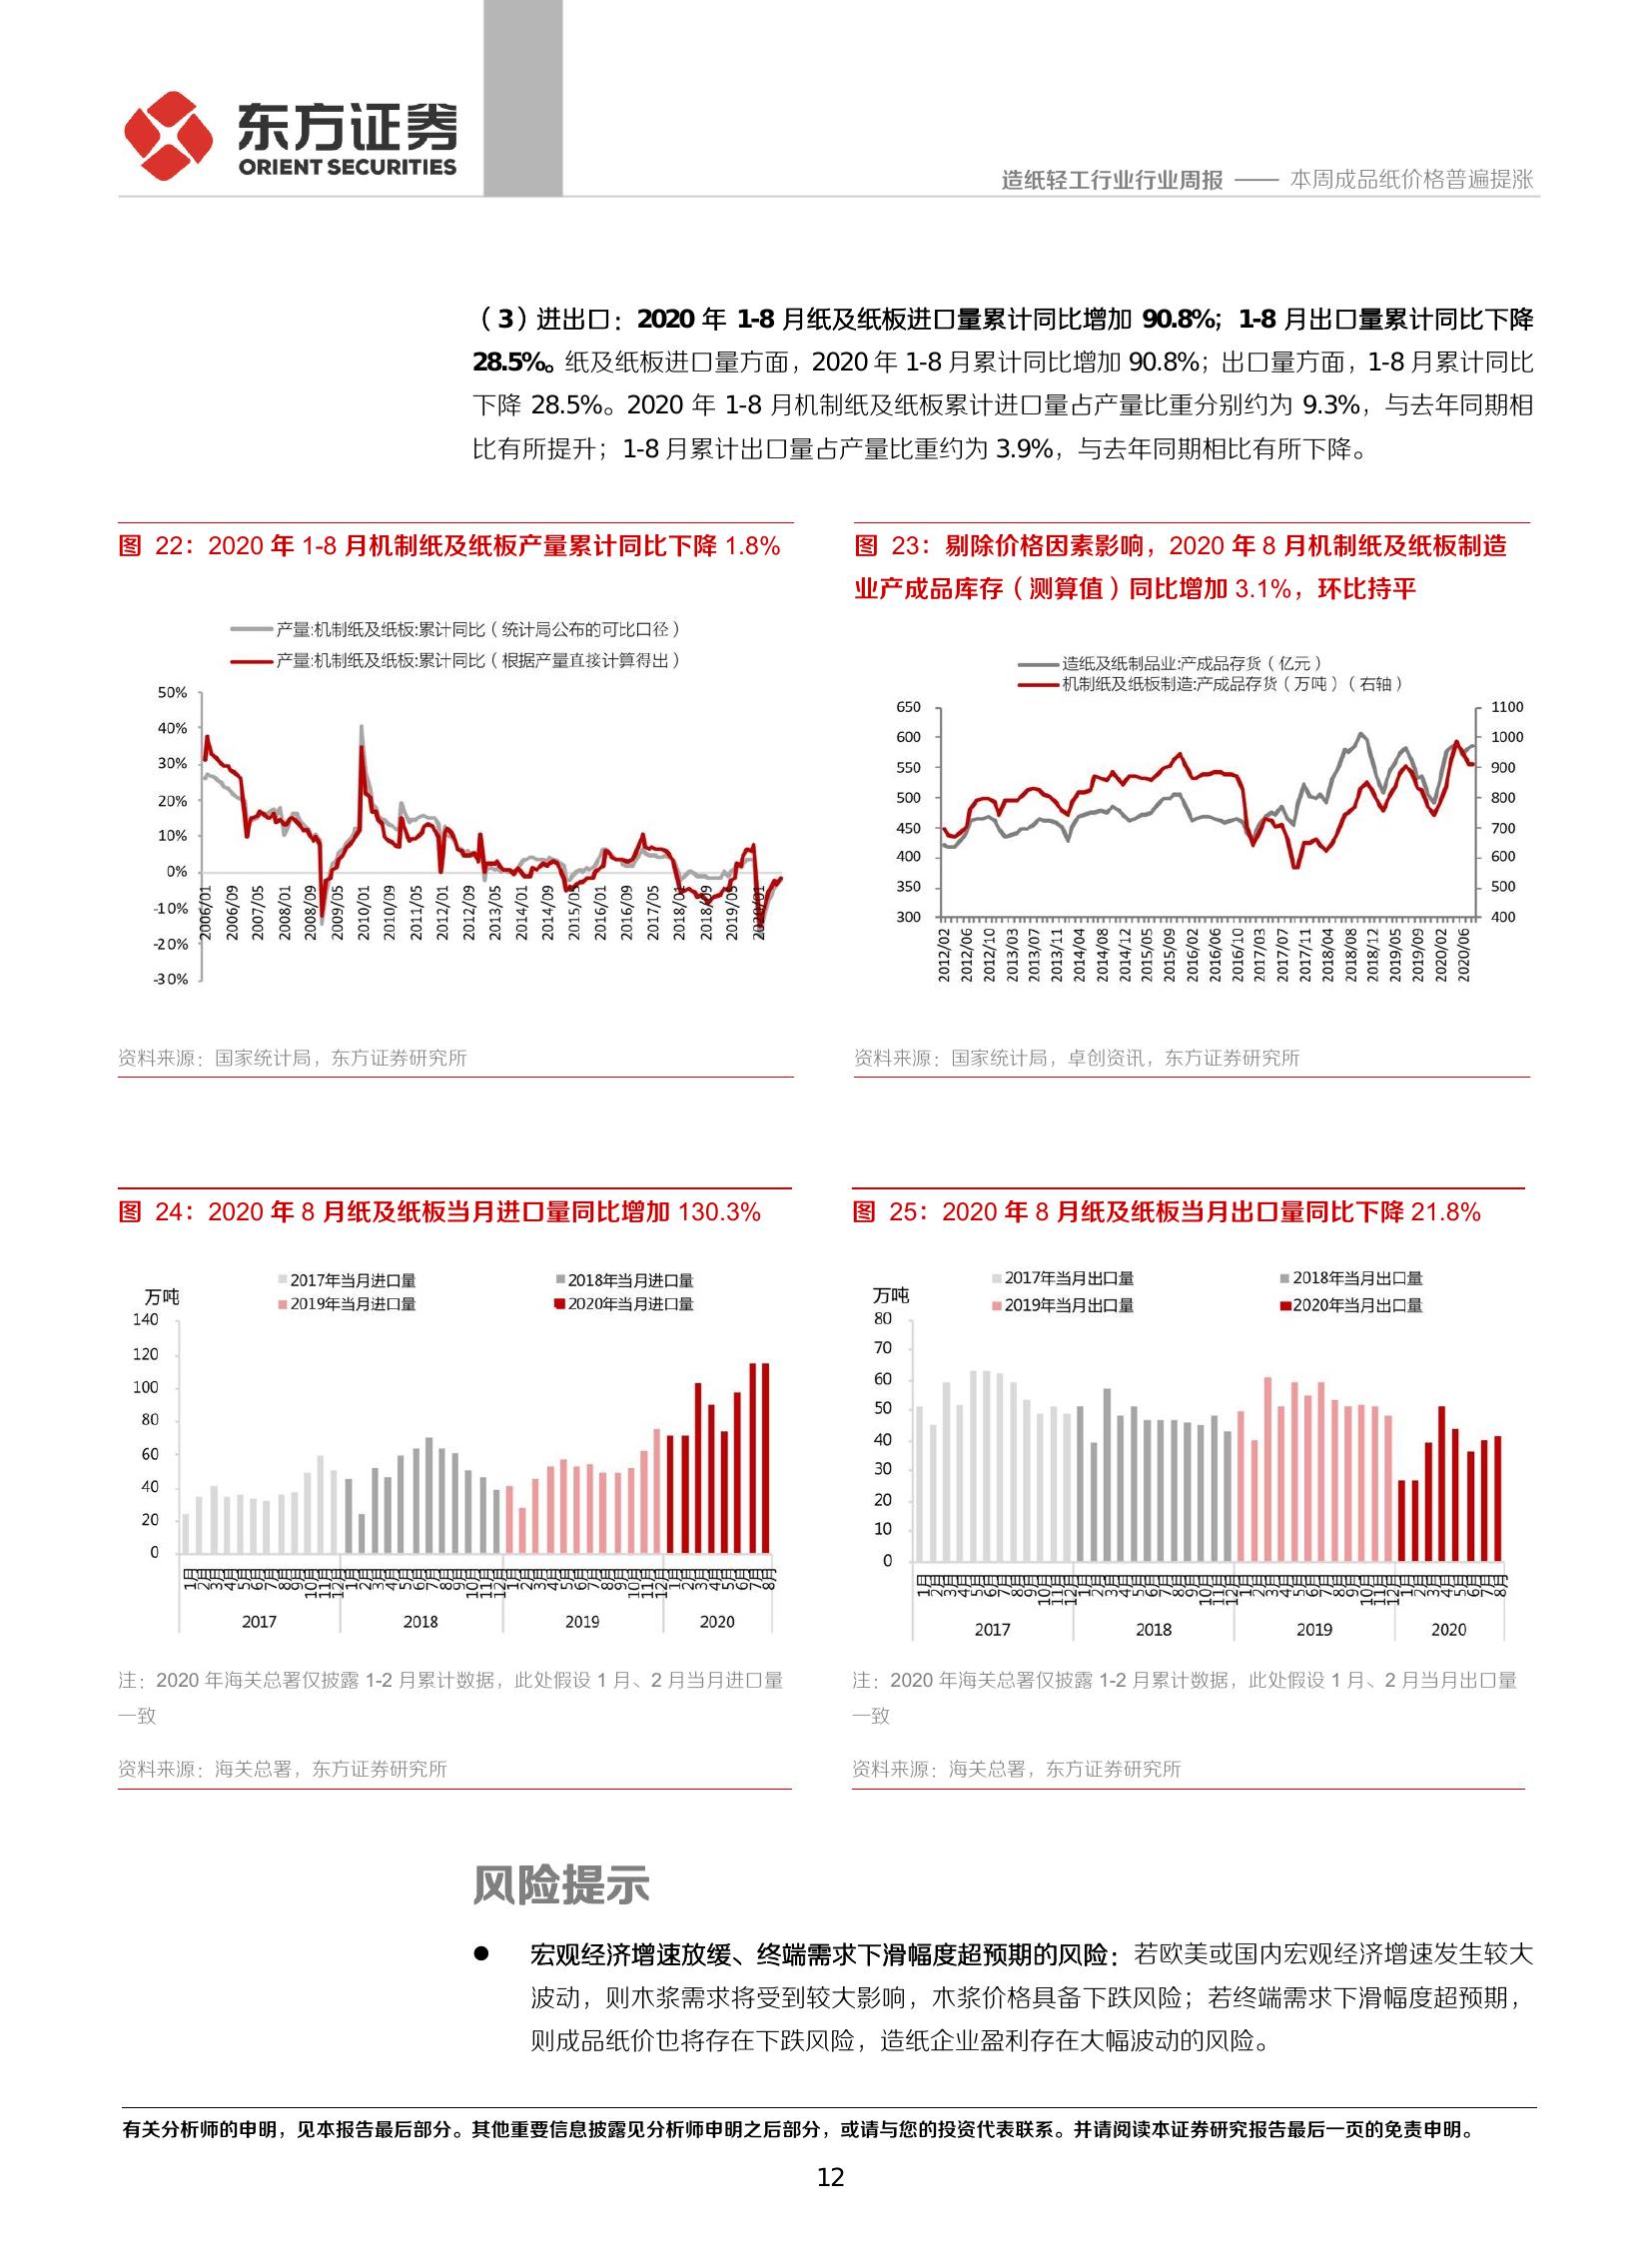 东方证券
ORIENT SECURITIES
造纸轻工行业行业周报 —— 本周成品纸价格普遍提涨
（3）进出口：2020 年 1-8 月纸及纸板进口量累计同比增加 90.8%；1-8 月出口量累计同比下降
28.5%。纸及纸板进口量方面，2020 年 1-8 月累计同比增加 90.8%；出口量方面，1-8 月累计同比
下降 28.5%。2020 年 1-8 月机制纸及纸板累计进口量占产量比重分别约为 9.3%，与去年同期相
比有所提升；1-8 月累计出口量占产量比重约为 3.9%，与去年同期相比有所下降。
图 22：2020 年 1-8 月机制纸及纸板产量累计同比下降 1.8%
产量:机制纸及纸板:累计同比（统计局公布的可比口径）
产量:机制纸及纸板:累计同比（根据产量直接计算得出）
50%
40%
30%
20%
10%
0%
-10%
-20%
-30%
2006/01 2006/09 2007/05 2008/01 2008/09 2009/05 2010/01 2010/09 2011/05 2012/01 2012/09 2013/05 2014/01 2014/09 2015/05 2016/01 2016/09 2017/05 2018/01 2018/09 2019/05 2020/01
资料来源：国家统计局，东方证券研究所
图 23：剔除价格因素影响，2020 年 8 月机制纸及纸板制造
业产成品库存（测算值）同比增加 3.1%，环比持平
造纸及纸制品业:产成品存货（亿元）
机制纸及纸板制造:产成品存货（万吨）（右轴）
650 1100
600 1000
550 900
500 800
450 700
400 600
350 500
300 400
2012/02 2012/06 2012/10 2013/03 2013/07 2013/11 2014/04 2014/08 2014/12 2015/05 2015/09 2016/02 2016/06 2016/10 2017/03 2017/07 2017/11 2018/04 2018/08 2018/12 2019/05 2019/09 2020/02 2020/06
资料来源：国家统计局，卓创资讯，东方证券研究所
图 24：2020 年 8 月纸及纸板当月进口量同比增加 130.3%
2017年当月进口量 2018年当月进口量
2019年当月进口量 2020年当月进口量
万吨
140
120
100
80
60
40
20
0
1月 2月 3月 4月 5月 6月 7月 8月 9月 10月 11月 12月 1月 2月 3月 4月 5月 6月 7月 8月 9月 10月 11月 12月 1月 2月 3月 4月 5月 6月 7月 8月 9月 10月 11月 12月 1月 2月 3月 4月 5月 6月 7月 8月
2017 2018 2019 2020
注：2020 年海关总署仅披露 1-2 月累计数据，此处假设 1 月、2 月当月进口量
一致
资料来源：海关总署，东方证券研究所
图 25：2020 年 8 月纸及纸板当月出口量同比下降 21.8%
2017年当月出口量 2018年当月出口量
2019年当月出口量 2020年当月出口量
万吨
80
70
60
50
40
30
20
10
0
1月 2月 3月 4月 5月 6月 7月 8月 9月 10月 11月 12月 1月 2月 3月 4月 5月 6月 7月 8月 9月 10月 11月 12月 1月 2月 3月 4月 5月 6月 7月 8月 9月 10月 11月 12月 1月 2月 3月 4月 5月 6月 7月 8月
2017 2018 2019 2020
注：2020 年海关总署仅披露 1-2 月累计数据，此处假设 1 月、2 月当月出口量
一致
资料来源：海关总署，东方证券研究所
风险提示
● 宏观经济增速放缓、终端需求下滑幅度超预期的风险：若欧美或国内宏观经济增速发生较大
波动，则木浆需求将受到较大影响，木浆价格具备下跌风险；若终端需求下滑幅度超预期，
则成品纸价也将存在下跌风险，造纸企业盈利存在大幅波动的风险。
有关分析师的申明，见本报告最后部分。其他重要信息披露见分析师申明之后部分，或请与您的投资代表联系。并请阅读本证券研究报告最后一页的免责申明。
12